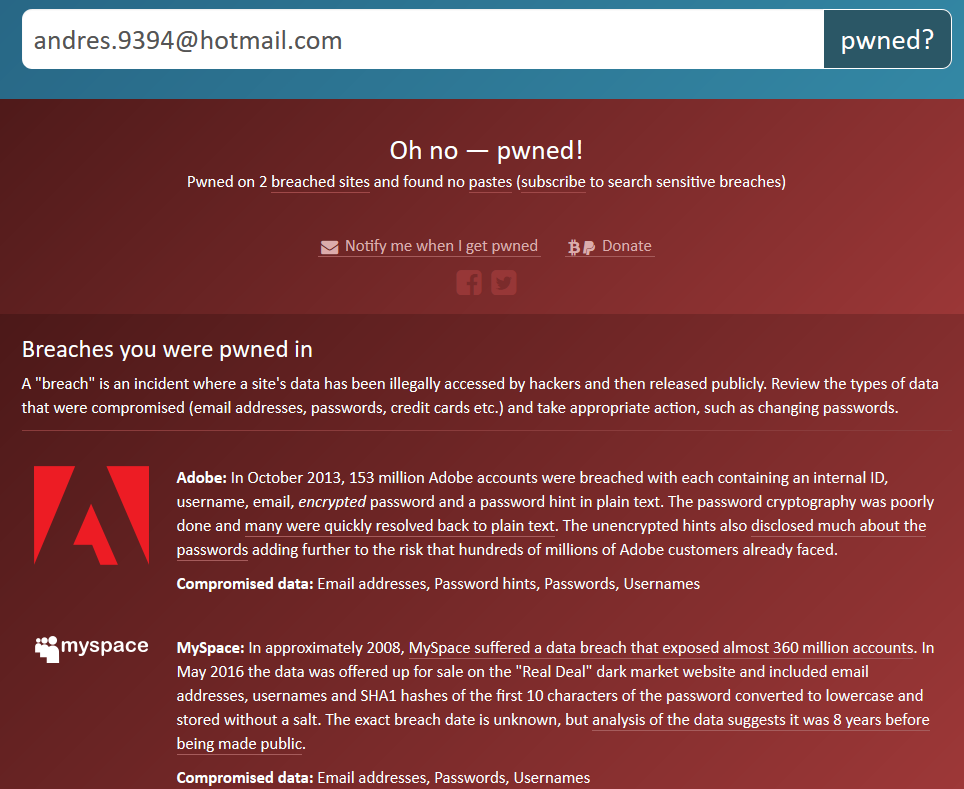 andres.9394@hotmail.com pwned?
Oh no — pwned!
Pwned on 2 breached sites and found no pastes (subscribe to search sensitive breaches)
Notify me when I get pwned Donate
Breaches you were pwned in
A "breach" is an incident where a site's data has been illegally accessed by hackers and then released publicly. Review the types of data
that were compromised (email addresses, passwords, credit cards etc.) and take appropriate action, such as changing passwords.
Adobe: In October 2013, 153 million Adobe accounts were breached with each containing an internal ID,
username, email, encrypted password and a password hint in plain text. The password cryptography was poorly
done and many were quickly resolved back to plain text. The unencrypted hints also disclosed much about the
passwords adding further to the risk that hundreds of millions of Adobe customers already faced.
Compromised data: Email addresses, Password hints, Passwords, Usernames
myspace
MySpace: In approximately 2008, MySpace suffered a data breach that exposed almost 360 million accounts. In
May 2016 the data was offered up for sale on the "Real Deal" dark market website and included email
addresses, usernames and SHA1 hashes of the first 10 characters of the password converted to lowercase and
stored without a salt. The exact breach date is unknown, but analysis of the data suggests it was 8 years before
being made public.
Compromised data: Email addresses, Passwords, Usernames